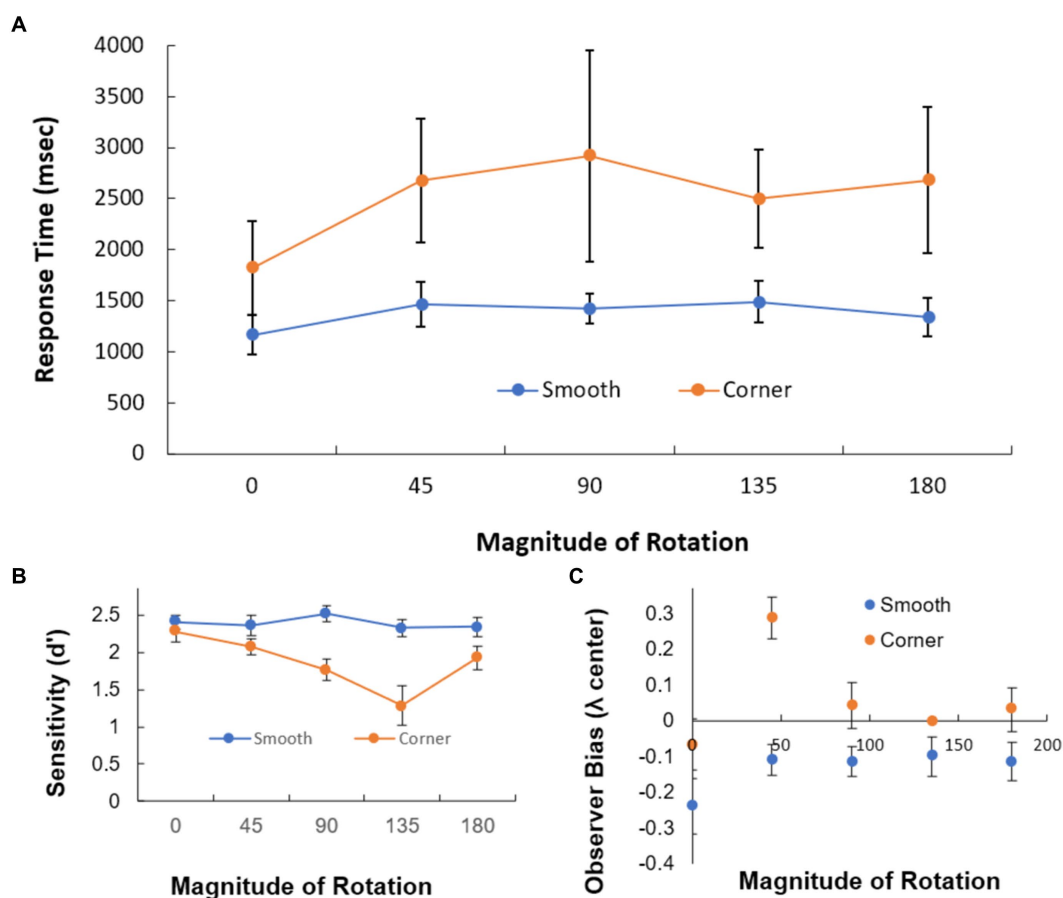 A
4000
3500
3000
2500
2000
1500
1000
500
0
Response Time (msec)
Smooth Corner
0 45 90 135 180
Magnitude of Rotation
B
2.5
2
1.5
1
0.5
0
Sensitivity (d')
Smooth Corner
0 45 90 135 180
Magnitude of Rotation
C
0.3
0.2
0.1
0
-0.1
-0.2
-0.3
-0.4
Observer Bias (λ center)
Smooth
Corner
0 50 100 150 200
Magnitude of Rotation